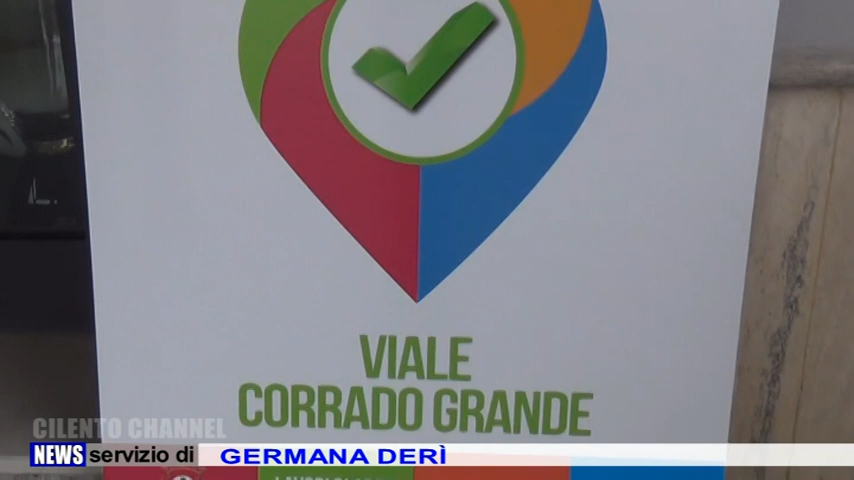 VIALE
CORRADO GRANDE
CILENTO CHANNEL
NEWS servizio di GERMANA DERÌ